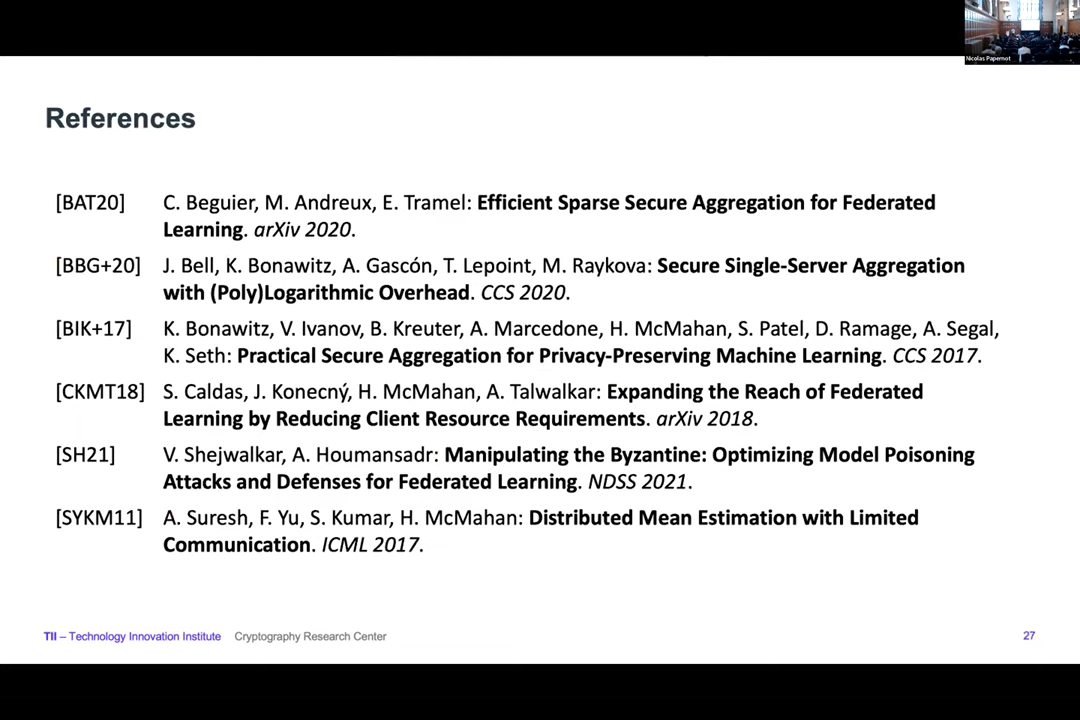 Nicolas Papernot
References
[BAT20] C. Beguier, M. Andreux, E. Tramel: Efficient Sparse Secure Aggregation for Federated
Learning. arXiv 2020.
[BBG+20] J. Bell, K. Bonawitz, A. Gascón, T. Lepoint, M. Raykova: Secure Single-Server Aggregation
with (Poly)Logarithmic Overhead. CCS 2020.
[BIK+17] K. Bonawitz, V. Ivanov, B. Kreuter, A. Marcedone, H. McMahan, S. Patel, D. Ramage, A. Segal,
K. Seth: Practical Secure Aggregation for Privacy-Preserving Machine Learning. CCS 2017.
[CKMT18] S. Caldas, J. Konecný, H. McMahan, A. Talwalkar: Expanding the Reach of Federated
Learning by Reducing Client Resource Requirements. arXiv 2018.
[SH21] V. Shejwalkar, A. Houmansadr: Manipulating the Byzantine: Optimizing Model Poisoning
Attacks and Defenses for Federated Learning. NDSS 2021.
[SYKM11] A. Suresh, F. Yu, S. Kumar, H. McMahan: Distributed Mean Estimation with Limited
Communication. ICML 2017.
TII – Technology Innovation Institute Cryptography Research Center 27